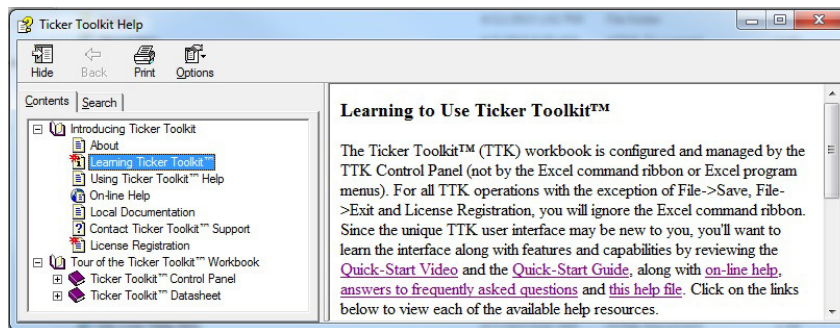 Ticker Toolkit Help
Hide Back Print Options
Contents Search
Introducing Ticker Toolkit
About
Learning Ticker Toolkit™
Using Ticker Toolkit™ Help
On-line Help
Local Documentation
Contact Ticker Toolkit™ Support
License Registration
Tour of the Ticker Toolkit™ Workbook
Ticker Toolkit™ Control Panel
Ticker Toolkit™ Datasheet
Learning to Use Ticker Toolkit™
The Ticker Toolkit™ (TTK) workbook is configured and managed by the
TTK Control Panel (not by the Excel command ribbon or Excel program
menus). For all TTK operations with the exception of File->Save, File-
>Exit and License Registration, you will ignore the Excel command ribbon.
Since the unique TTK user interface may be new to you, you'll want to
learn the interface along with features and capabilities by reviewing the
Quick-Start Video and the Quick-Start Guide, along with on-line help,
answers to frequently asked questions and this help file. Click on the links
below to view each of the available help resources.